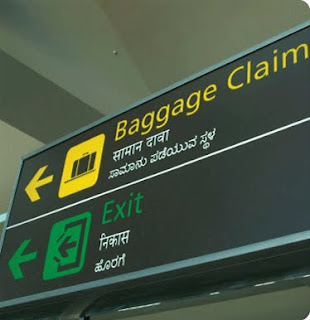 Baggage Claim
सामान दावा
ಸಾಮಾನು ಪಡೆಯುವ ಸ್ಥಳ
Exit
निकास
ಹೊರಗೆ